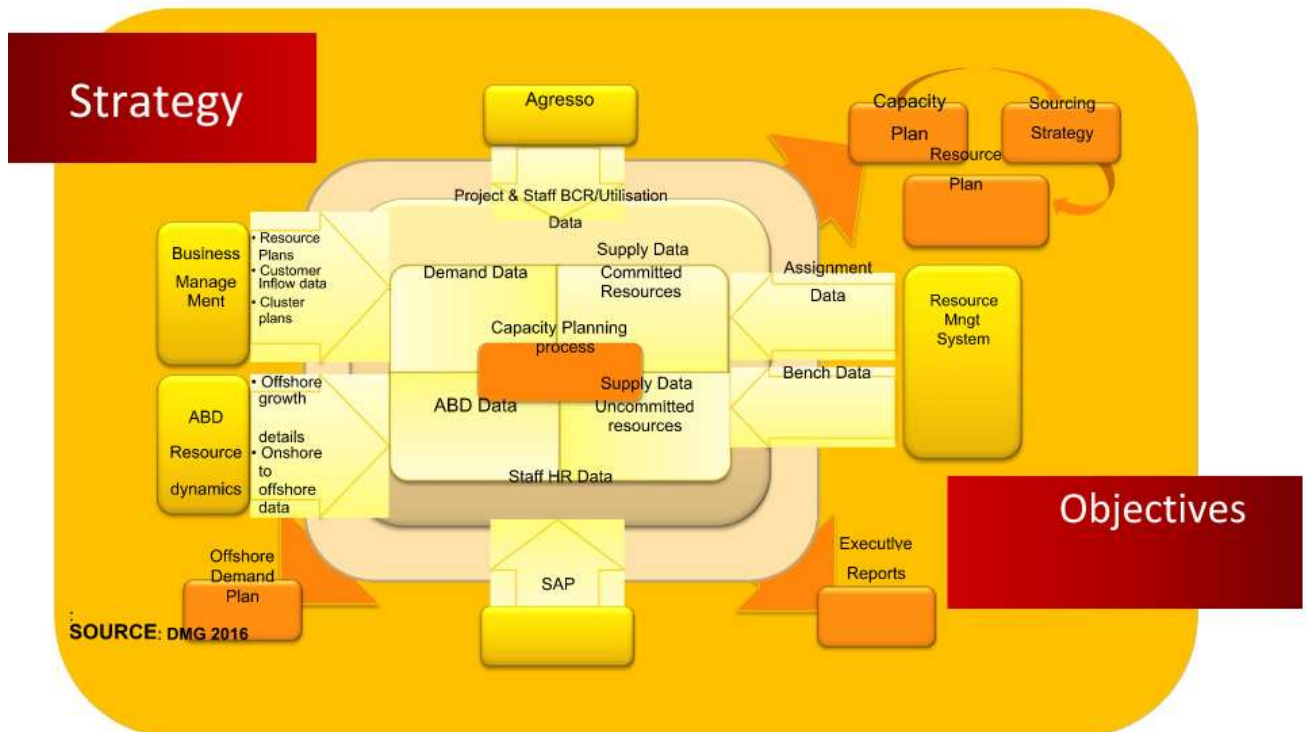 Strategy
Agresso
Capacity
Plan
Sourcing
Strategy
Resource
Plan
Project & Staff BCR/Utilisation
Data
Business
Manage
Ment
• Resource
Plans
• Customer
Inflow data
• Cluster
plans
Demand Data
Supply Data
Committed
Resources
Assignment
Data
Resource
Mngt
System
Capacity Planning
process
Bench Data
ABD
Resource
dynamics
• Offshore
growth
details
• Onshore
to
offshore
data
ABD Data
Supply Data
Uncommitted
resources
Staff HR Data
Objectives
Offshore
Demand
Plan
SAP
Executive
Reports
:
SOURCE: DMG 2016